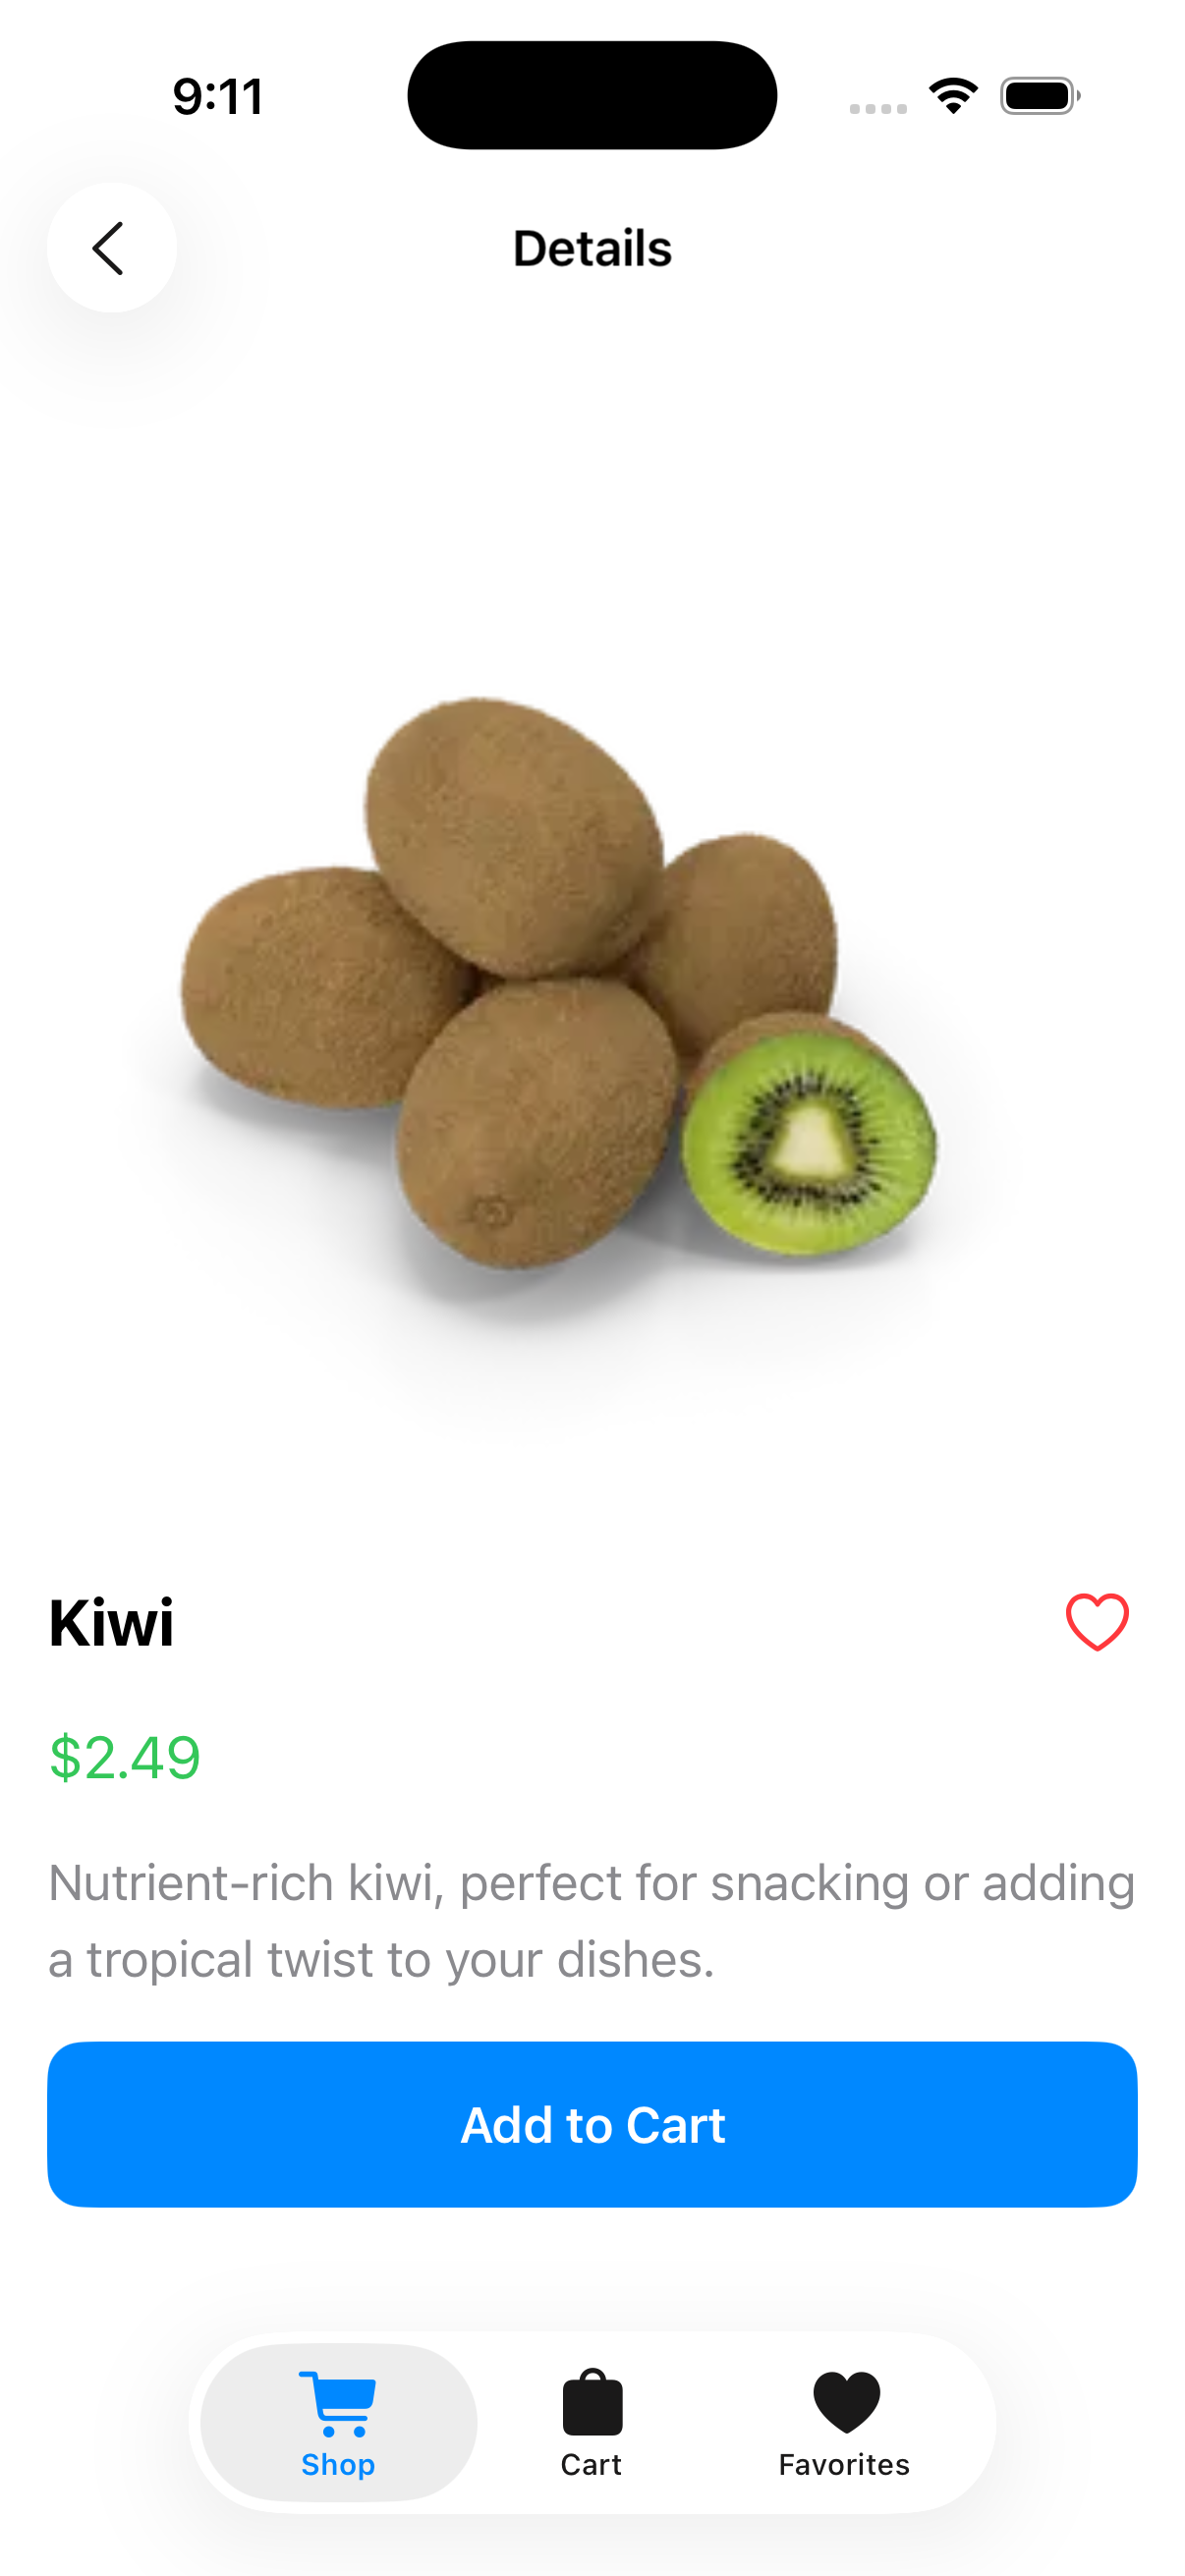 9:11
Details
Kiwi
$2.49
Nutrient-rich kiwi, perfect for snacking or adding
a tropical twist to your dishes.
Add to Cart
Shop
Cart
Favorites